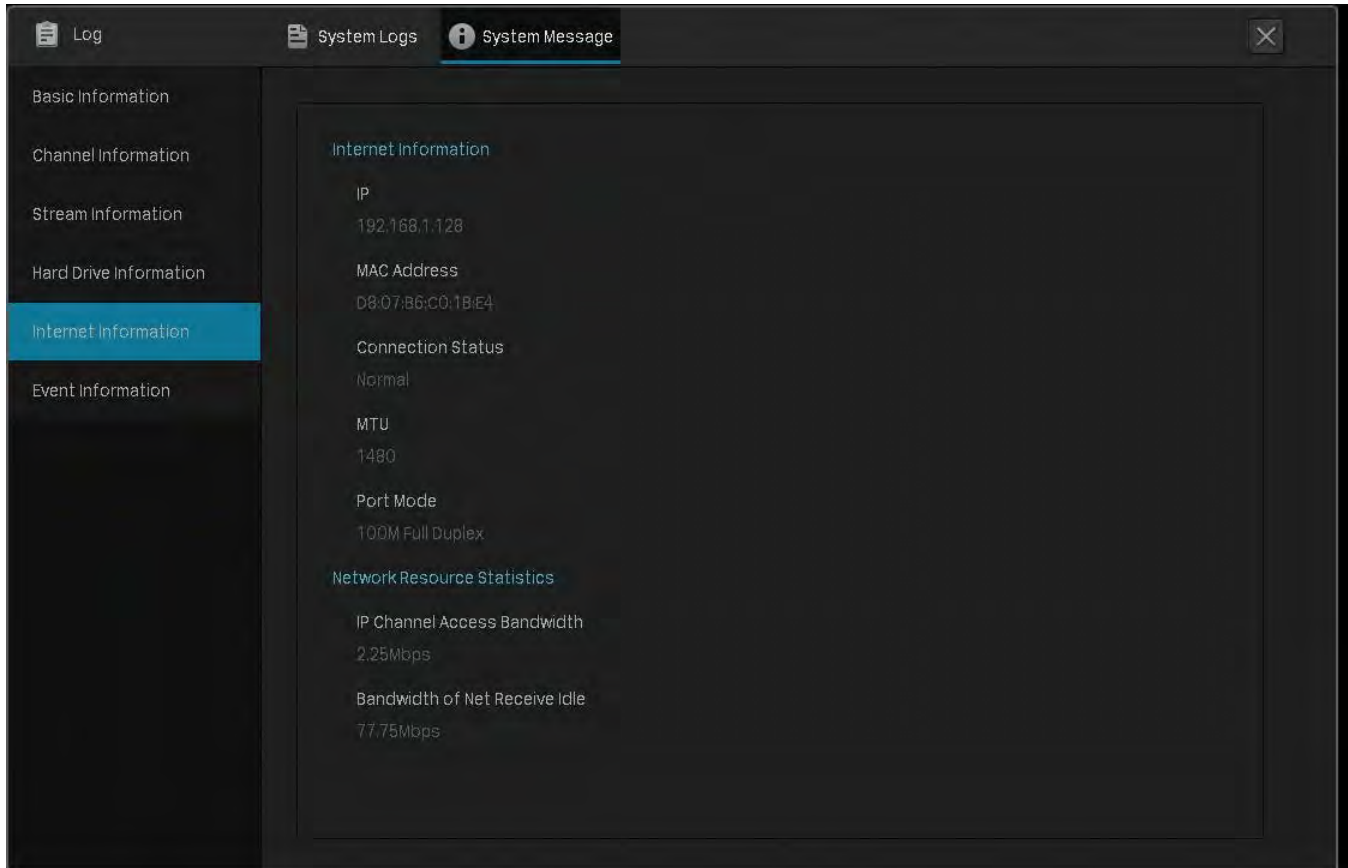 Log
System Logs
System Message
Basic Information
Channel Information
Stream Information
Hard Drive Information
Internet Information
Event Information
Internet Information
IP
192.168.1.128
MAC Address
D8:07:B6:C0:1B:E4
Connection Status
Normal
MTU
1480
Port Mode
100M Full Duplex
Network Resource Statistics
IP Channel Access Bandwidth
2.25Mbps
Bandwidth of Net Receive Idle
77.75Mbps